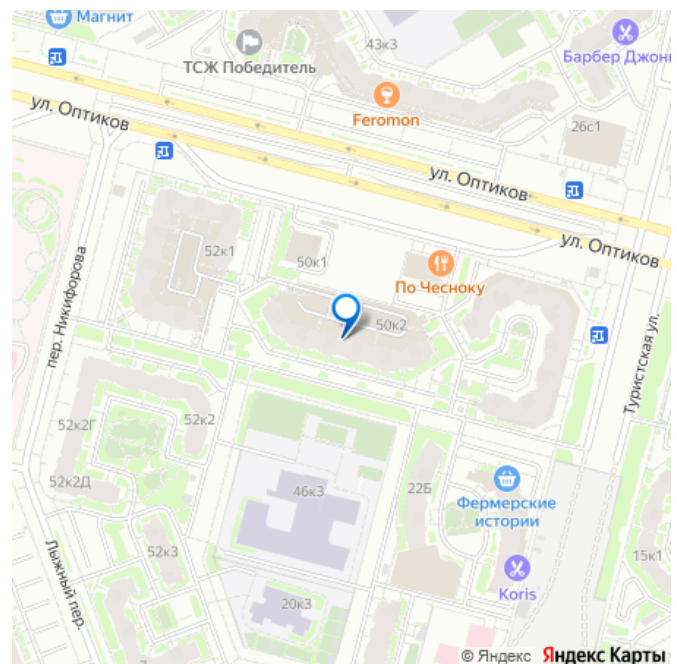 Магнит
43к3
ТСЖ Победитель
Барбер Джон
Feromon
26с1
ул. Оптиков
ул. Оптиков
ул. Оптиков
52к1
50к1
По Чесноку
50к2
пер. Никифорова
Туристская ул.
52к2
52к2Г
52к2Д
46к3
22Б
Фермерские
истории
52к3
Лыжный пер.
15к1
Koris
20к3
7
© Яндекс Яндекс Карты